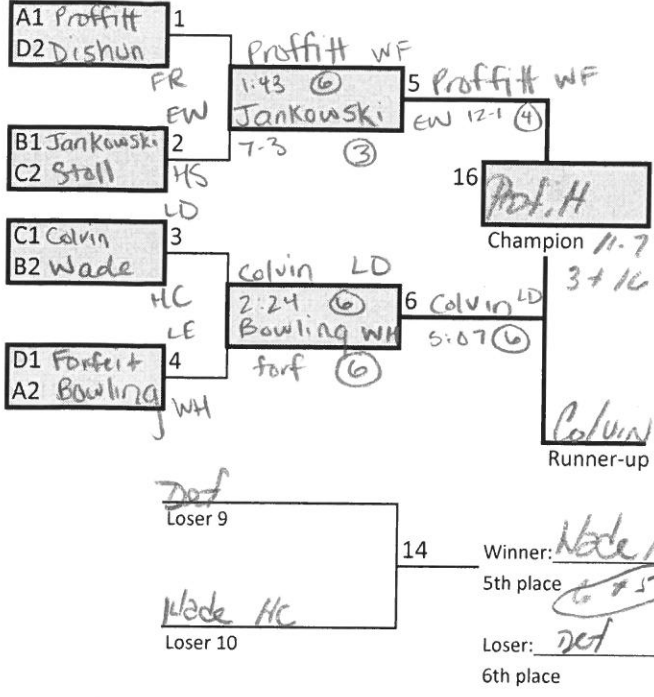 A1 Proffitt 1
D2 Dishun
FR
Proffitt WF
1:43 6
Jankowski
7-3 3
EW
B1 Jankowski 2
C2 Stall
HS
5 Proffitt WF
EW 12-1 4
16
Champion 11-7
3 + 16
LD
C1 Colvin 3
B2 Wade
HC
Colvin LD
2:24 6
Bowling WH
forf 6
LE
D1 Forfeit 4
A2 Bowling
WH
6 Colvin LD
5:07 6
Colvin
Runner-up
Def
Loser 9
14
Wade HC
Loser 10
Winner: Wade
5th place
Loser: Def
6th place